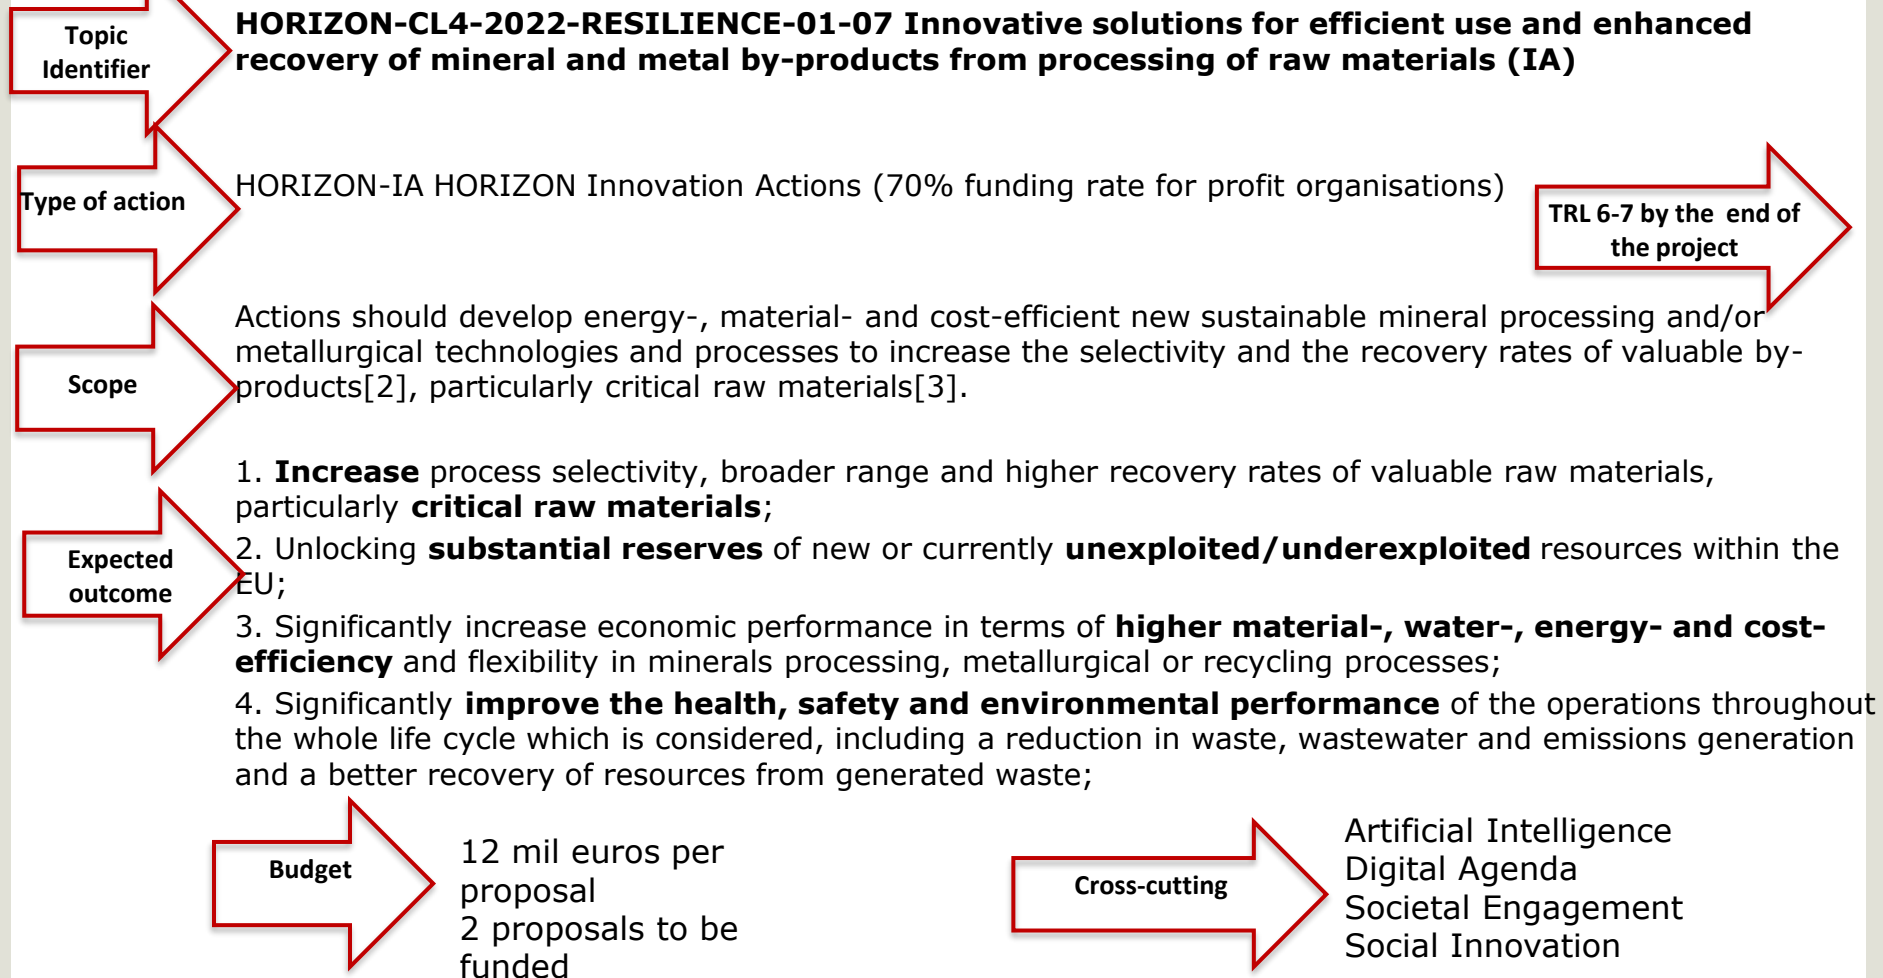 Topic
Identifier
HORIZON-CL4-2022-RESILIENCE-01-07 Innovative solutions for efficient use and enhanced
recovery of mineral and metal by-products from processing of raw materials (IA)
Type of action
HORIZON-IA HORIZON Innovation Actions (70% funding rate for profit organisations)
TRL 6-7 by the end of
the project
Scope
Actions should develop energy-, material- and cost-efficient new sustainable mineral processing and/or
metallurgical technologies and processes to increase the selectivity and the recovery rates of valuable by-
products[2], particularly critical raw materials[3].
Expected
outcome
1. Increase process selectivity, broader range and higher recovery rates of valuable raw materials,
particularly critical raw materials;
2. Unlocking substantial reserves of new or currently unexploited/underexploited resources within the
EU;
3. Significantly increase economic performance in terms of higher material-, water-, energy- and cost-
efficiency and flexibility in minerals processing, metallurgical or recycling processes;
4. Significantly improve the health, safety and environmental performance of the operations throughout
the whole life cycle which is considered, including a reduction in waste, wastewater and emissions generation
and a better recovery of resources from generated waste;
Budget
12 mil euros per
proposal
2 proposals to be
funded
Cross-cutting
Artificial Intelligence
Digital Agenda
Societal Engagement
Social Innovation